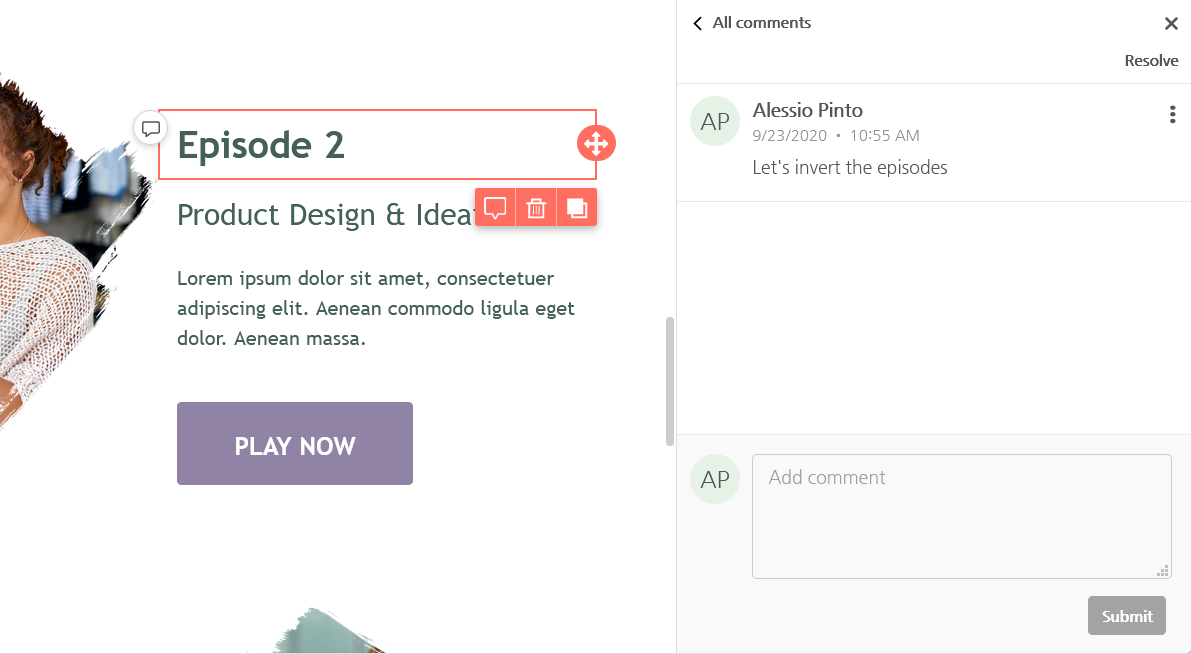 Episode 2
Product Design &
Lorem ipsum dolor sit amet, consectetuer
adipiscing elit. Aenean commodo ligula eget
dolor. Aenean massa.
PLAY NOW
All comments
Resolve
AP
Alessio Pinto
9/23/2020 • 10:55 AM
Let's invert the episodes
AP
Add comment
Submit